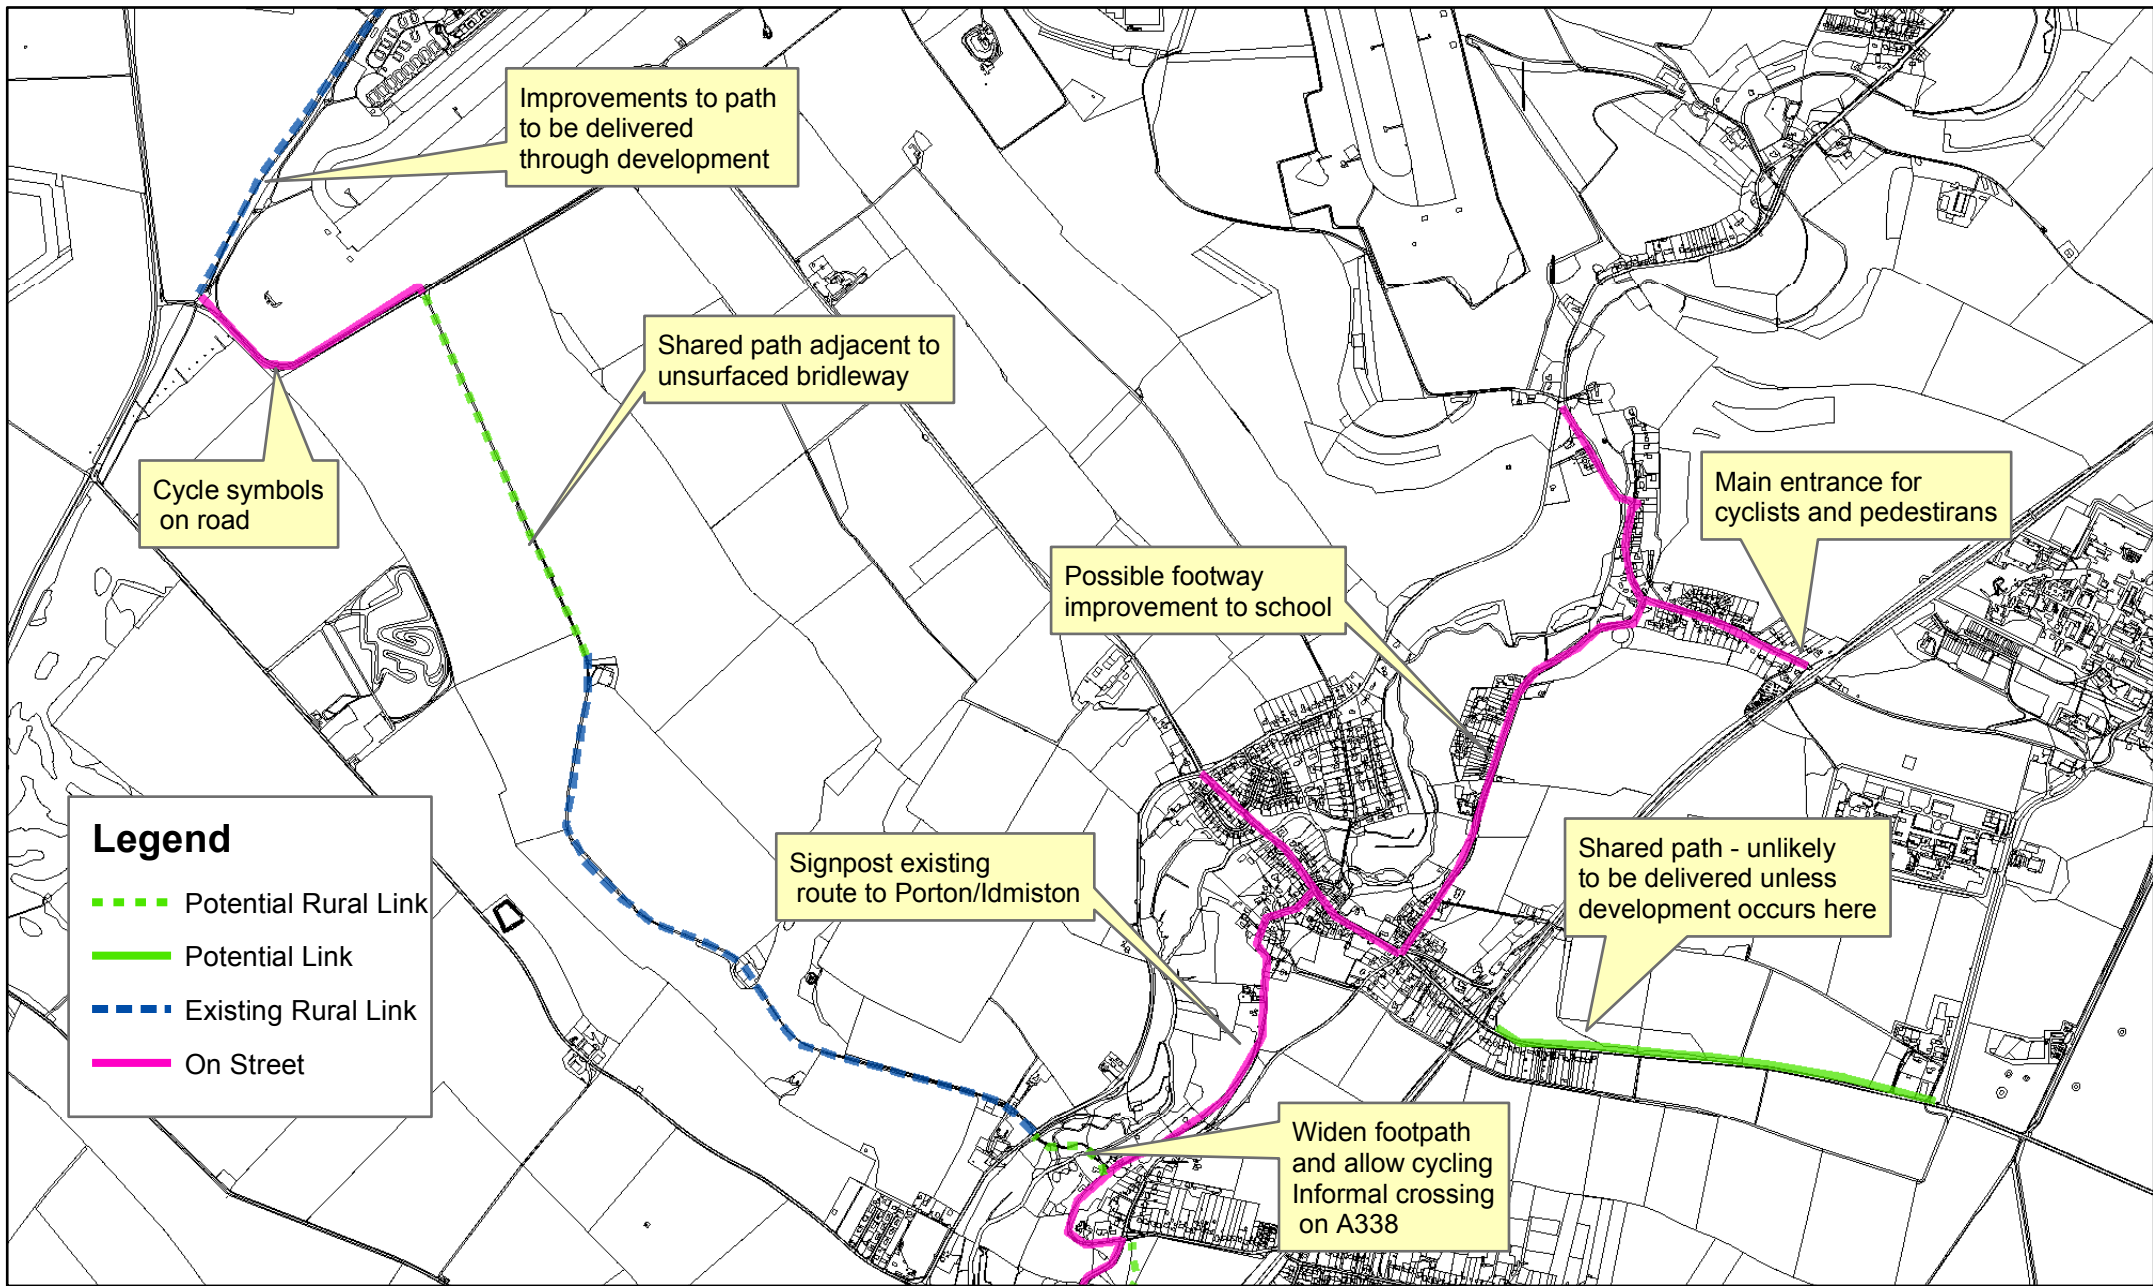 Improvements to path
to be delivered
through development
Shared path adjacent to
unsurfaced bridleway
Cycle symbols
on road
Main entrance for
cyclists and pedestirans
Possible footway
improvement to school
Signpost existing
route to Porton/Idmiston
Shared path - unlikely
to be delivered unless
development occurs here
Widen footpath
and allow cycling
Informal crossing
on A338
Legend
Potential Rural Link
Potential Link
Existing Rural Link
On Street